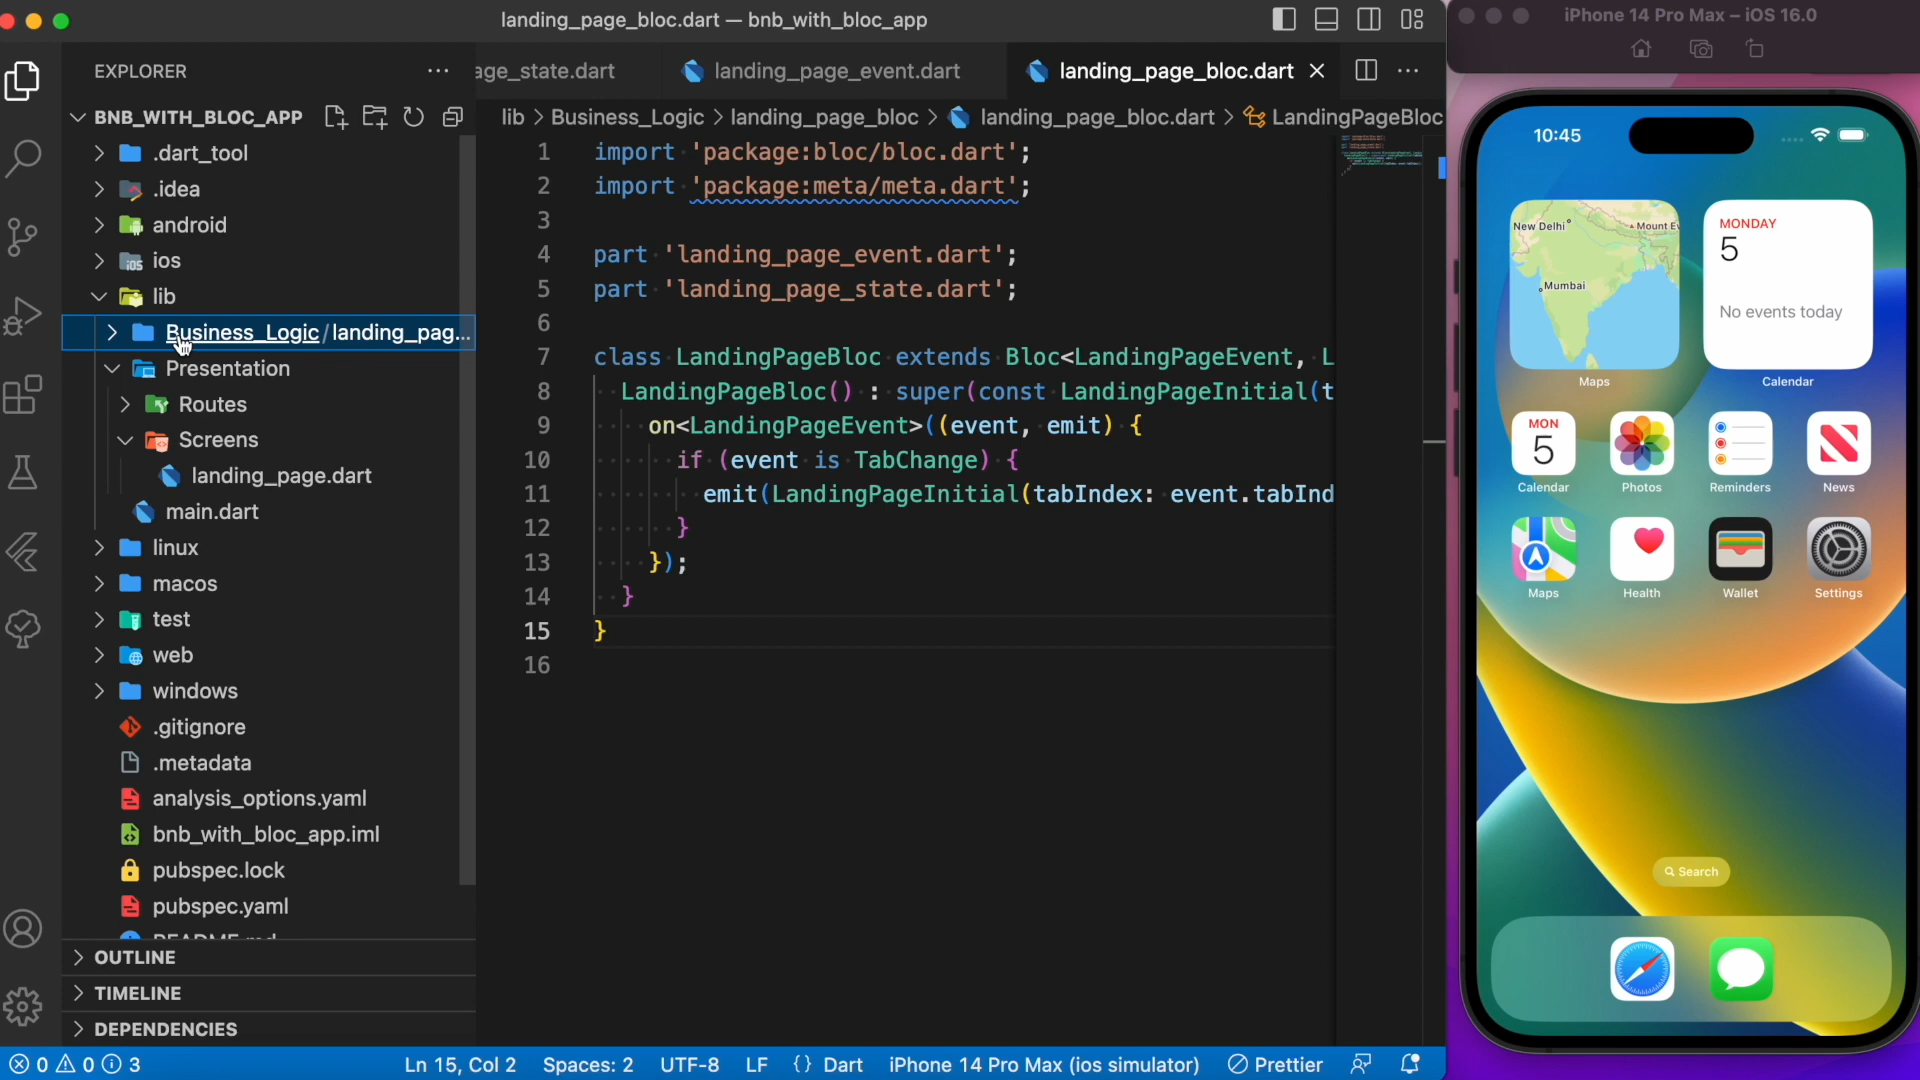 landing_page_bloc.dart — bnb_with_bloc_app
iPhone 14 Pro Max – iOS 16.0
EXPLORER
age_state.dart
landing_page_event.dart
landing_page_bloc.dart
BNB_WITH_BLOC_APP
lib > Business_Logic > landing_page_bloc > landing_page_bloc.dart > LandingPageBloc
.dart_tool
.idea
android
ios
lib
Business_Logic / landing_pag...
Presentation
Routes
Screens
landing_page.dart
main.dart
linux
macos
test
web
windows
.gitignore
.metadata
analysis_options.yaml
bnb_with_bloc_app.iml
pubspec.lock
pubspec.yaml
README.md
OUTLINE
TIMELINE
DEPENDENCIES
1 import 'package:bloc/bloc.dart';
2 import 'package:meta/meta.dart';
3
4 part 'landing_page_event.dart';
5 part 'landing_page_state.dart';
6
7 class LandingPageBloc extends Bloc<LandingPageEvent, L
8 LandingPageBloc() : super(const LandingPageInitial(t
9 on<LandingPageEvent>((event, emit) {
10 if (event is TabChange) {
11 emit(LandingPageInitial(tabIndex: event.tabInd
12 }
13 });
14 }
15 }
16
0 0 3
Ln 15, Col 2
Spaces: 2
UTF-8
LF
{} Dart
iPhone 14 Pro Max (ios simulator)
Prettier
10:45
New Delhi
Mount E
Mumbai
Maps
MONDAY
5
No events today
Calendar
MON
5
Calendar
Photos
Reminders
News
Maps
Health
Wallet
Settings
Search